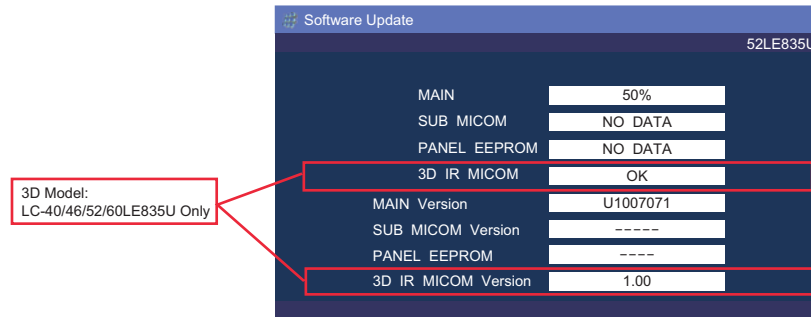 Software Update
52LE835U
MAIN 50%
SUB MICOM NO DATA
PANEL EEPROM NO DATA
3D IR MICOM OK
3D Model:
LC-40/46/52/60LE835U Only
MAIN Version U1007071
SUB MICOM Version -----
PANEL EEPROM ----
3D IR MICOM Version 1.00